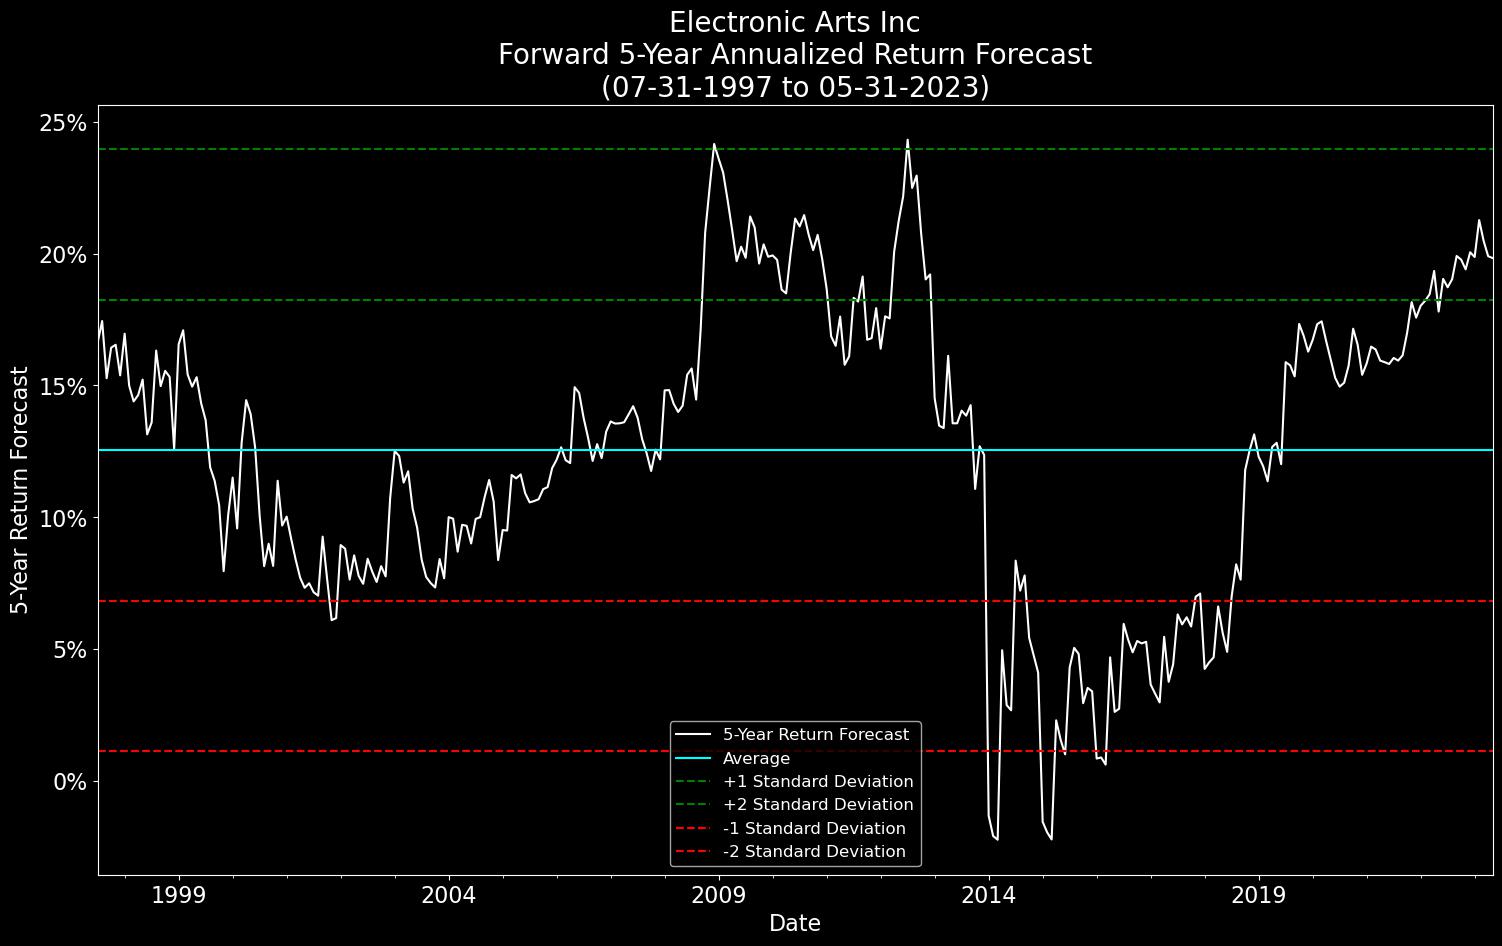 Electronic Arts Inc
Forward 5-Year Annualized Return Forecast
(07-31-1997 to 05-31-2023)
25%
20%
15%
10%
5%
0%
5-Year Return Forecast
5-Year Return Forecast
Average
+1 Standard Deviation
+2 Standard Deviation
-1 Standard Deviation
-2 Standard Deviation
1999 2004 2009 2014 2019
Date